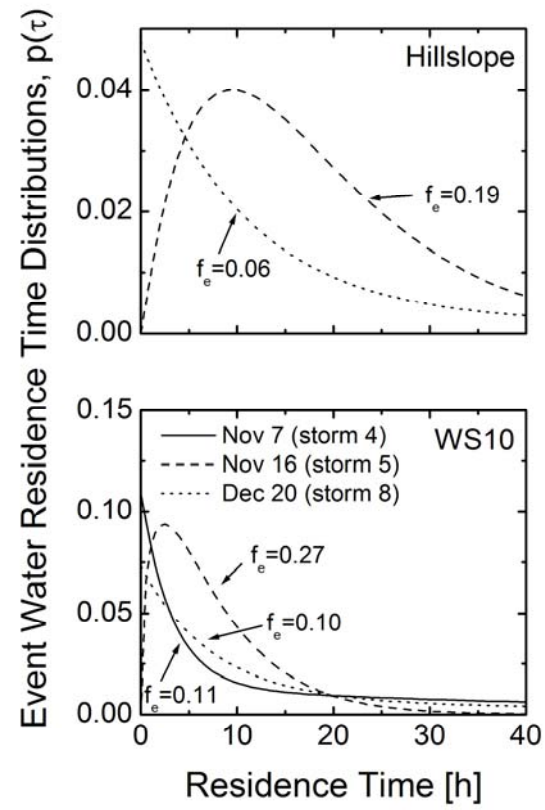 Event Water Residence Time Distributions, p(τ)
Hillslope
0.04
0.02
0.00
f_e=0.19
f_e=0.06
0.15
0.10
0.05
0.00
WS10
Nov 7 (storm 4)
Nov 16 (storm 5)
Dec 20 (storm 8)
f_e=0.27
f_e=0.10
f_e=0.11
0 10 20 30 40
Residence Time [h]